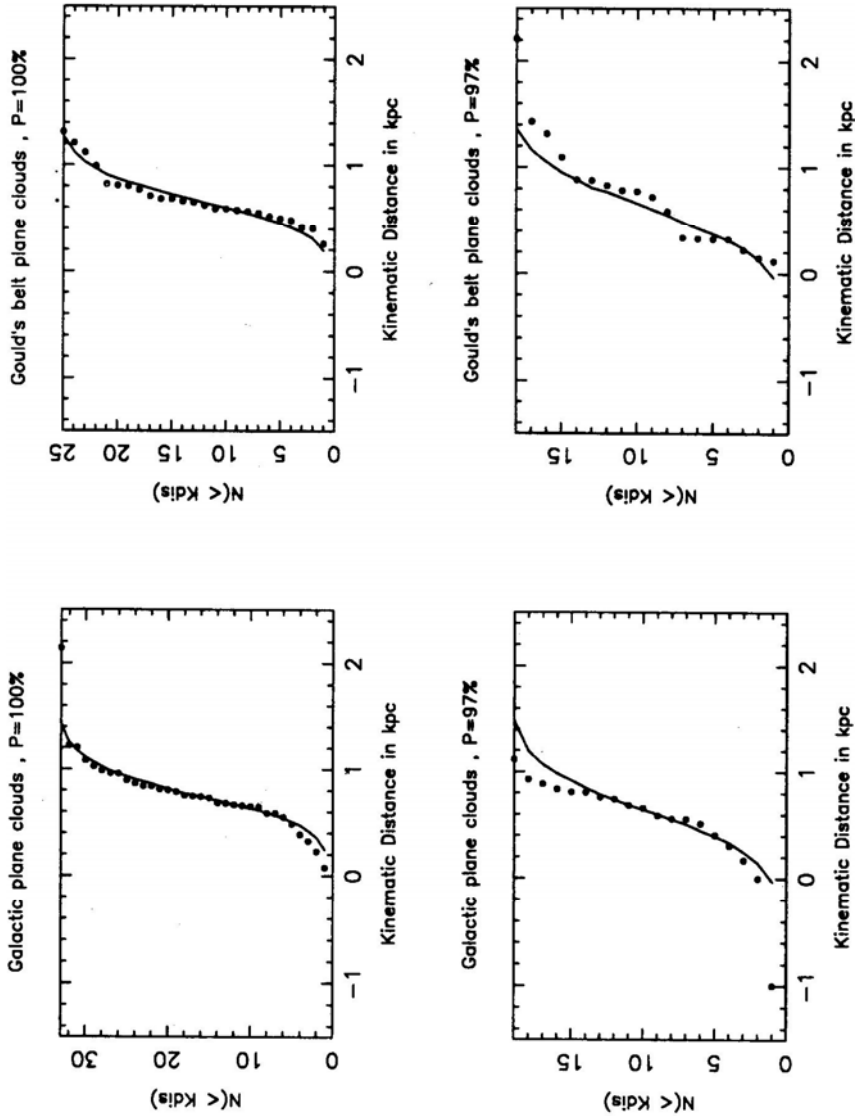 Galactic plane clouds , P=100%
N(< Kdis)
30
20
10
0
−1
0
1
2
Kinematic Distance in kpc
Gould's belt plane clouds , P=100%
N(< Kdis)
25
20
15
10
5
0
−1
0
1
2
Kinematic Distance in kpc
Galactic plane clouds , P=97%
N(< Kdis)
15
10
5
0
−1
0
1
2
Kinematic Distance in kpc
Gould's belt plane clouds , P=97%
N(< Kdis)
15
10
5
0
−1
0
1
2
Kinematic Distance in kpc